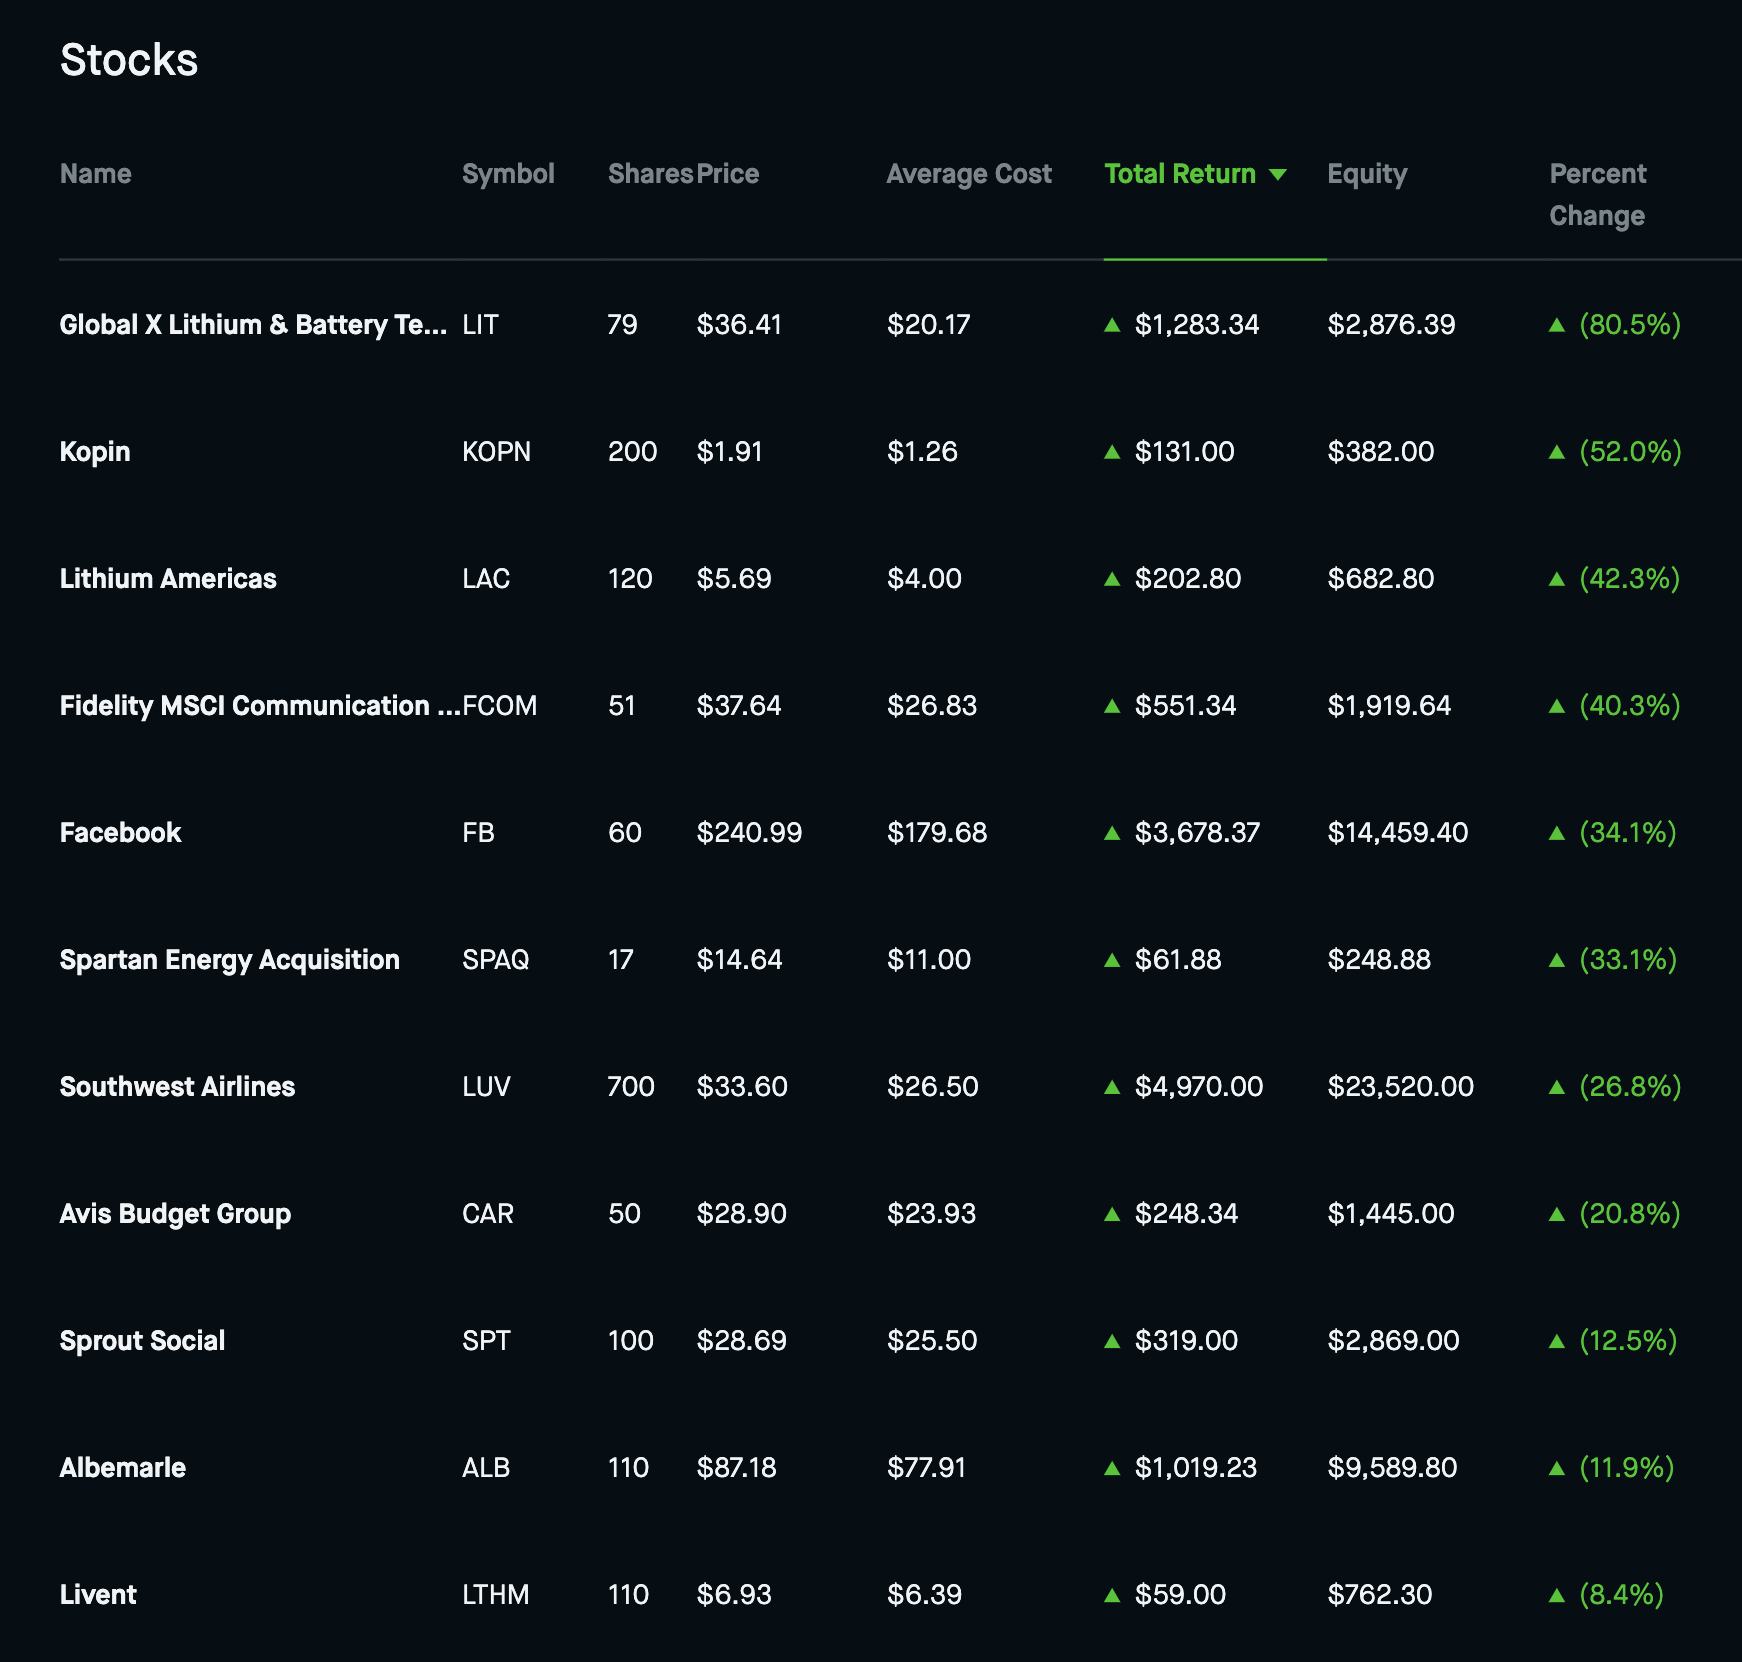 Stocks
Name Symbol Shares Price Average Cost Total Return Equity Percent Change
Global X Lithium & Battery Te... LIT 79 $36.41 $20.17 $1,283.34 $2,876.39 (80.5%)
Kopin KOPN 200 $1.91 $1.26 $131.00 $382.00 (52.0%)
Lithium Americas LAC 120 $5.69 $4.00 $202.80 $682.80 (42.3%)
Fidelity MSCI Communication ... FCOM 51 $37.64 $26.83 $551.34 $1,919.64 (40.3%)
Facebook FB 60 $240.99 $179.68 $3,678.37 $14,459.40 (34.1%)
Spartan Energy Acquisition SPAQ 17 $14.64 $11.00 $61.88 $248.88 (33.1%)
Southwest Airlines LUV 700 $33.60 $26.50 $4,970.00 $23,520.00 (26.8%)
Avis Budget Group CAR 50 $28.90 $23.93 $248.34 $1,445.00 (20.8%)
Sprout Social SPT 100 $28.69 $25.50 $319.00 $2,869.00 (12.5%)
Albemarle ALB 110 $87.18 $77.91 $1,019.23 $9,589.80 (11.9%)
Livent LTHM 110 $6.93 $6.39 $59.00 $762.30 (8.4%)